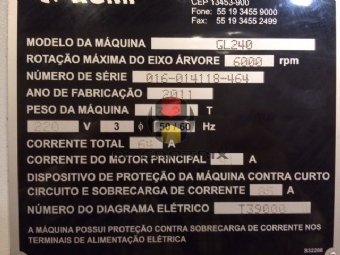 CEP 13453-900
Fone: 55 19 3455 9000
Fax: 55 19 3455 2499
MODELO DA MÁQUINA GL240
ROTAÇÃO MÁXIMA DO EIXO ÁRVORE 6000 rpm
NÚMERO DE SÉRIE 016-014118-464
ANO DE FABRICAÇÃO 2011
PESO DA MÁQUINA T
220 V 3 ϕ 50/60 Hz
CORRENTE TOTAL A
CORRENTE DO MOTOR PRINCIPAL A
DISPOSITIVO DE PROTEÇÃO DA MÁQUINA CONTRA CURTO
CIRCUITO E SOBRECARGA DE CORRENTE A
NÚMERO DO DIAGRAMA ELÉTRICO T39000
A MÁQUINA POSSUI PROTEÇÃO CONTRA SOBRECARGA DE CORRENTE NOS
TERMINAIS DE ALIMENTAÇÃO ELÉTRICA